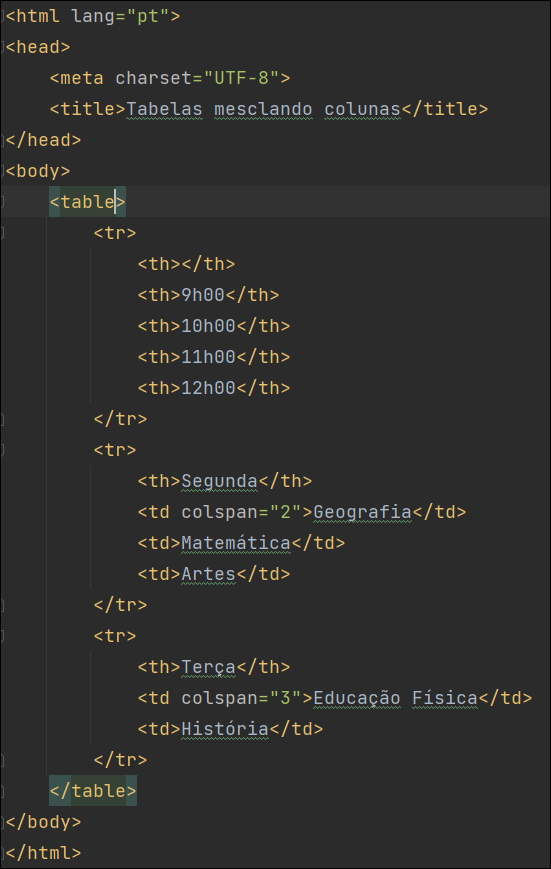 <html lang="pt">
<head>
    <meta charset="UTF-8">
    <title>Tabelas mesclando colunas</title>
</head>
<body>
    <table>
        <tr>
            <th></th>
            <th>9h00</th>
            <th>10h00</th>
            <th>11h00</th>
            <th>12h00</th>
        </tr>
        <tr>
            <th>Segunda</th>
            <td colspan="2">Geografia</td>
            <td>Matemática</td>
            <td>Artes</td>
        </tr>
        <tr>
            <th>Terça</th>
            <td colspan="3">Educação Física</td>
            <td>História</td>
        </tr>
    </table>
</body>
</html>